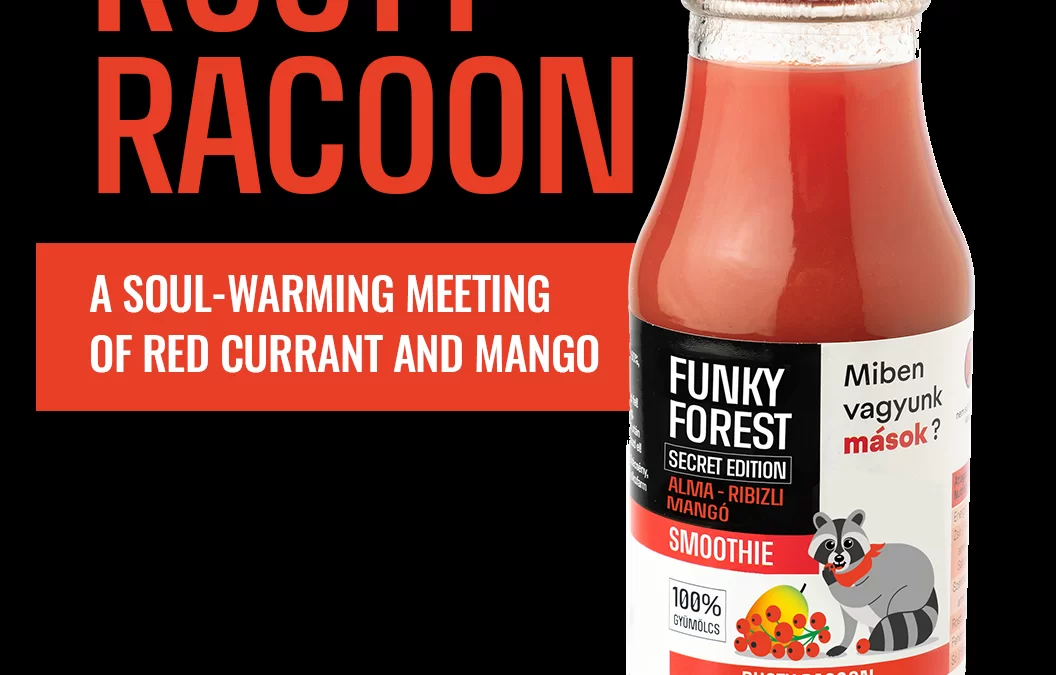 RACOON
A SOUL-WARMING MEETING
OF RED CURRANT AND MANGO
FUNKY
FOREST
SECRET EDITION
ALMA - RIBIZLI
MANGÓ
SMOOTHIE
100%
GYÜMÖLCS
Miben
vagyunk
mások?